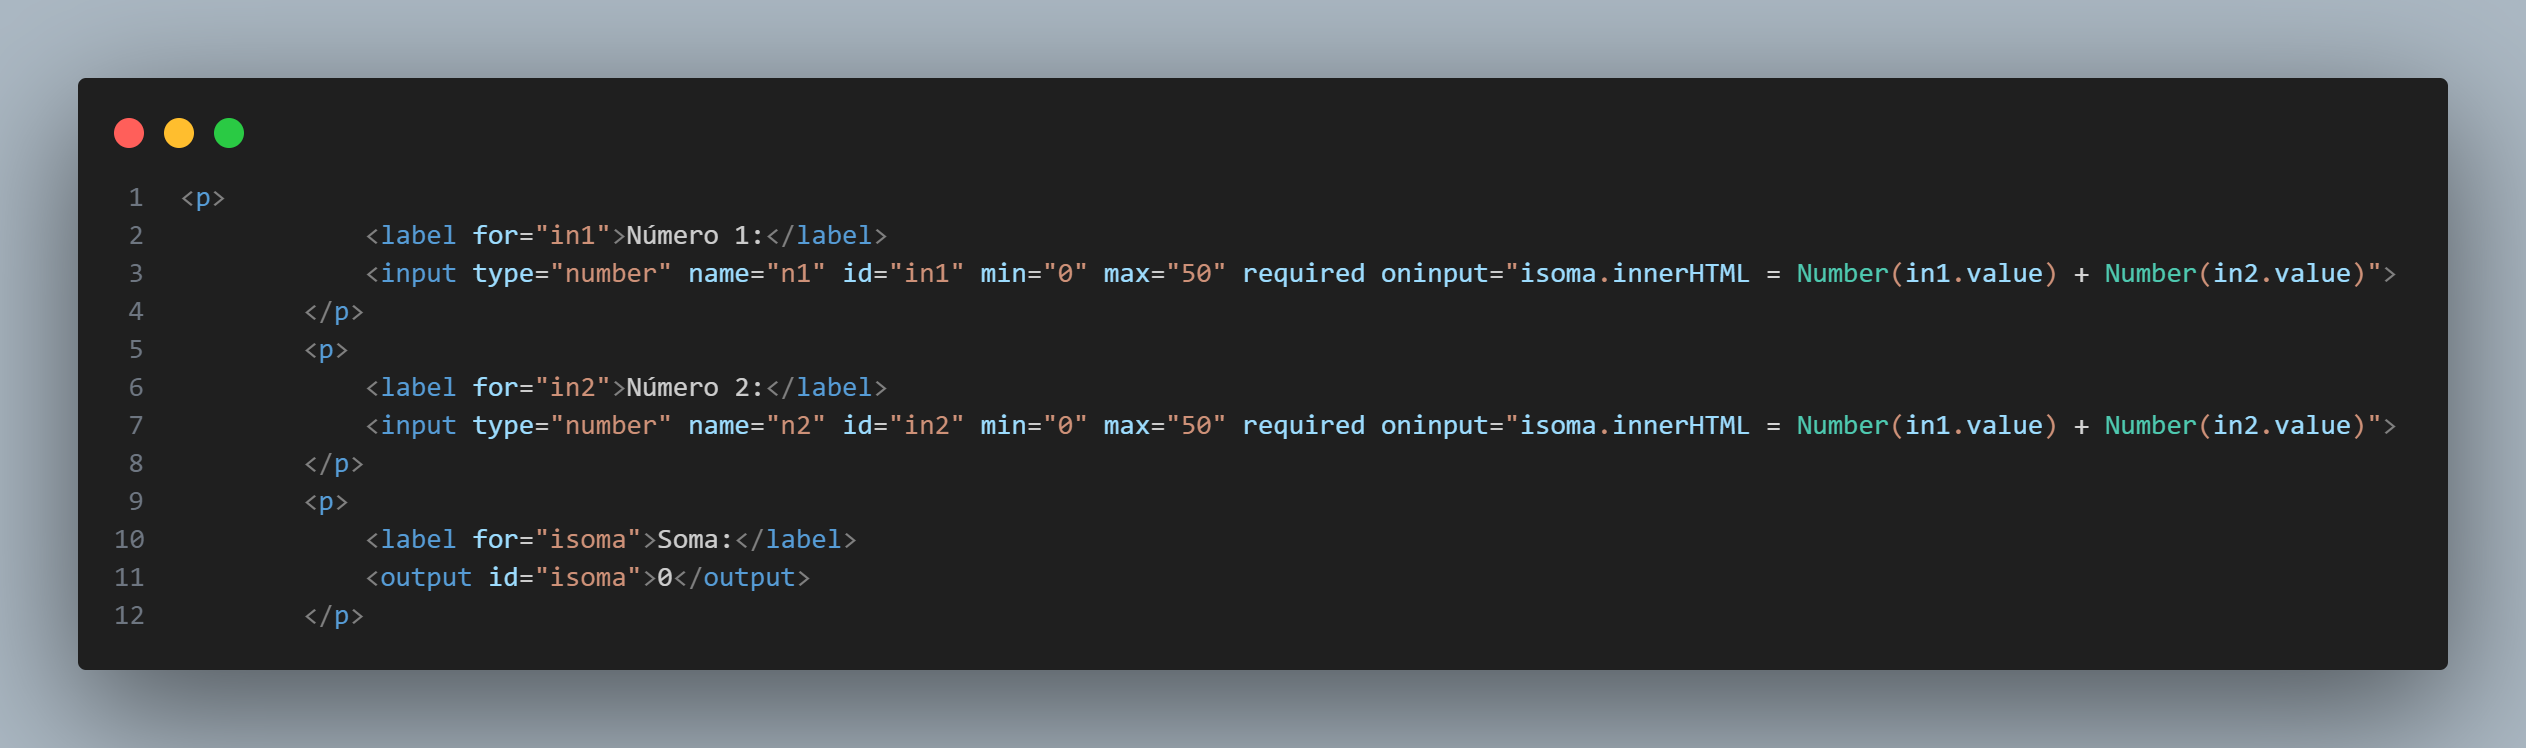 1 <p>
2             <label for="in1">Número 1:</label>
3             <input type="number" name="n1" id="in1" min="0" max="50" required oninput="isoma.innerHTML = Number(in1.value) + Number(in2.value)">
4         </p>
5         <p>
6             <label for="in2">Número 2:</label>
7             <input type="number" name="n2" id="in2" min="0" max="50" required oninput="isoma.innerHTML = Number(in1.value) + Number(in2.value)">
8         </p>
9         <p>
10             <label for="isoma">Soma:</label>
11             <output id="isoma">0</output>
12         </p>